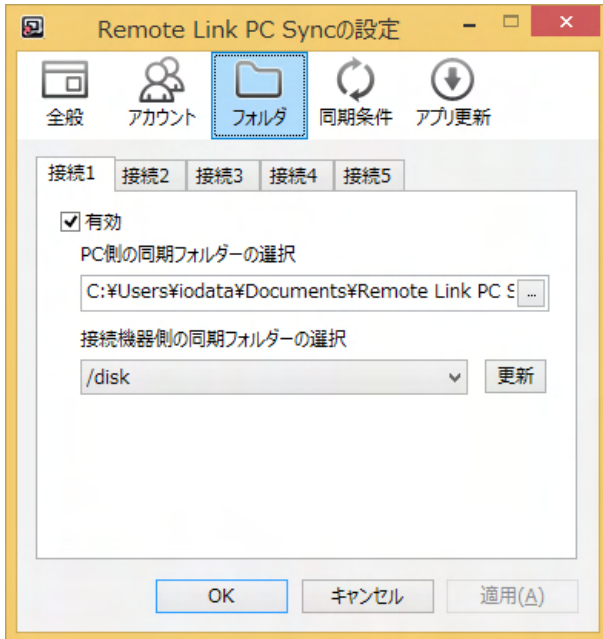 Remote Link PC Syncの設定
全般 アカウント フォルダ 同期条件 アプリ更新
接続1 接続2 接続3 接続4 接続5
有効
PC側の同期フォルダーの選択
C:¥Users¥iodata¥Documents¥Remote Link PC S ...
接続機器側の同期フォルダーの選択
/disk 更新
OK キャンセル 適用(A)